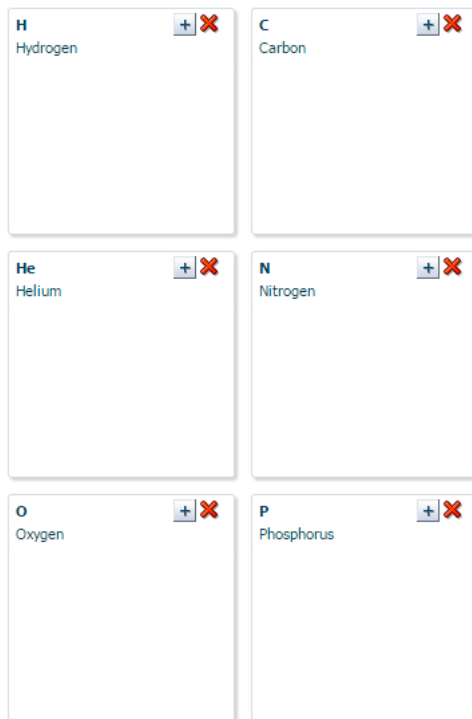 H
Hydrogen
C
Carbon
He
Helium
N
Nitrogen
O
Oxygen
P
Phosphorus